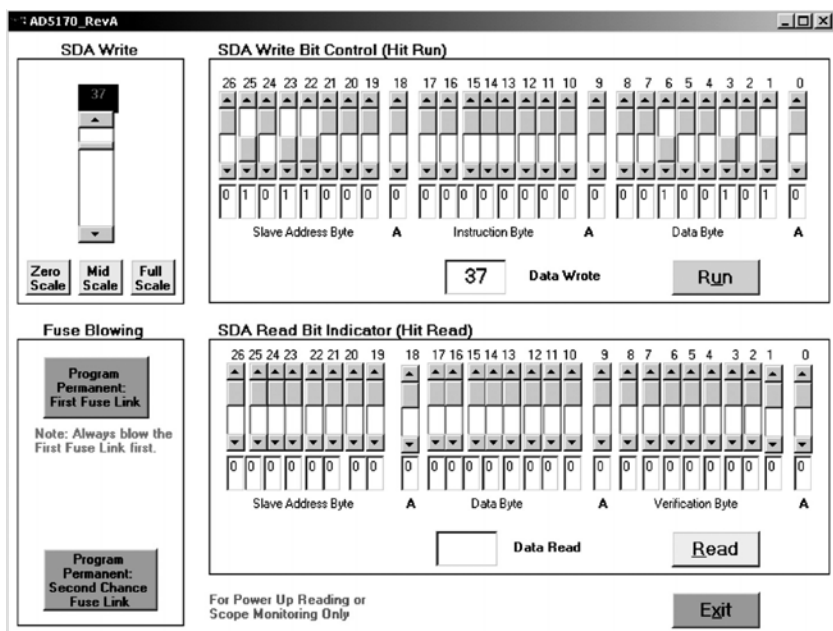 AD5170_RevA
SDA Write
37
Zero Scale
Mid Scale
Full Scale
SDA Write Bit Control (Hit Run)
26 25 24 23 22 21 20 19 18 17 16 15 14 13 12 11 10 9 8 7 6 5 4 3 2 1 0
0 1 0 1 1 0 0 0 0 0 0 0 0 0 0 0 0 0 0 0 1 0 0 1 0 1 0
Slave Address Byte A Instruction Byte A Data Byte A
37 Data Wrote Run
Fuse Blowing
Program
Permanent:
First Fuse Link
Note: Always blow the
First Fuse Link first.
Program
Permanent:
Second Chance
Fuse Link
SDA Read Bit Indicator (Hit Read)
26 25 24 23 22 21 20 19 18 17 16 15 14 13 12 11 10 9 8 7 6 5 4 3 2 1 0
0 0 0 0 0 0 0 0 0 0 0 0 0 0 0 0 0 0 0 0 0 0 0 0 0 0 0
Slave Address Byte A Data Byte A Verification Byte A
Data Read Read
For Power Up Reading or
Scope Monitoring Only
Exit